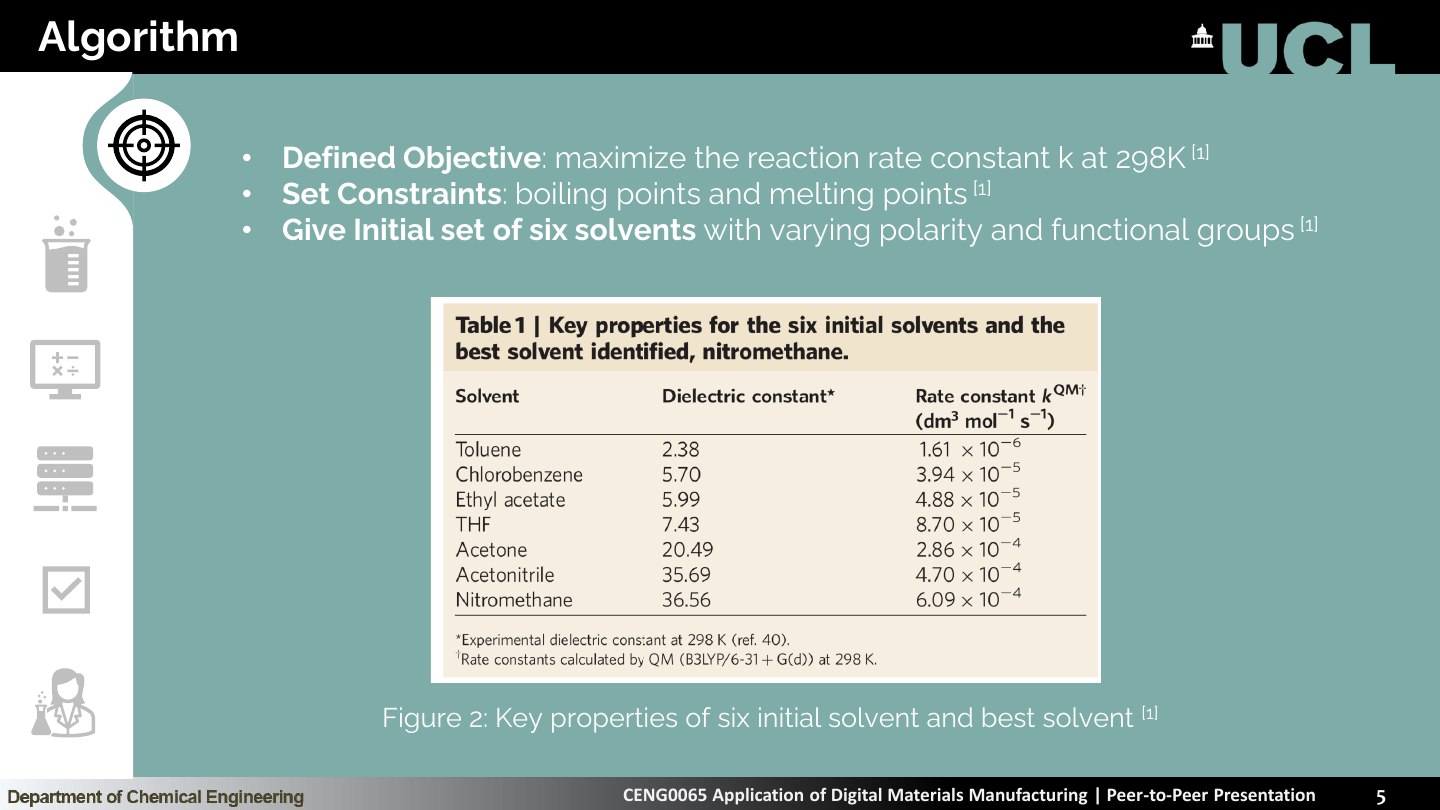 Algorithm
UCL
• Defined Objective: maximize the reaction rate constant k at 298K [1]
• Set Constraints: boiling points and melting points [1]
• Give Initial set of six solvents with varying polarity and functional groups [1]
Table 1 | Key properties for the six initial solvents and the
best solvent identified, nitromethane.
Solvent Dielectric constant* Rate constant k^QM†
(dm³ mol⁻¹ s⁻¹)
Toluene 2.38 1.61 × 10⁻⁶
Chlorobenzene 5.70 3.94 × 10⁻⁵
Ethyl acetate 5.99 4.88 × 10⁻⁵
THF 7.43 8.70 × 10⁻⁵
Acetone 20.49 2.86 × 10⁻⁴
Acetonitrile 35.69 4.70 × 10⁻⁴
Nitromethane 36.56 6.09 × 10⁻⁴
*Experimental dielectric constant at 298 K (ref. 40).
†Rate constants calculated by QM (B3LYP/6-31 + G(d)) at 298 K.
Figure 2: Key properties of six initial solvent and best solvent [1]
Department of Chemical Engineering
CENG0065 Application of Digital Materials Manufacturing | Peer-to-Peer Presentation 5